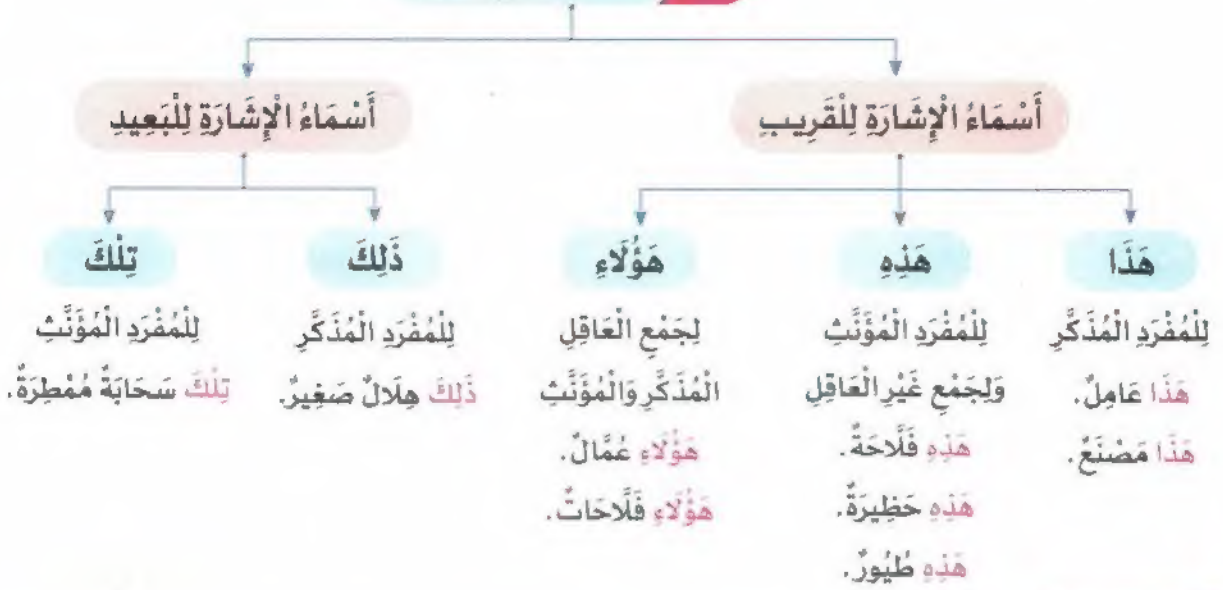 أَسْمَاءُ الْإِشَارَةِ لِلْقَرِيبِ
أَسْمَاءُ الْإِشَارَةِ لِلْبَعِيدِ
هَذَا
لِلْمُفْرَدِ الْمُذَكَّرِ
هَذَا عَامِلٌ.
هَذَا مَصْنَعٌ.
هَذِهِ
لِلْمُفْرَدِ الْمُؤَنَّثِ
وَلِجَمْعِ غَيْرِ الْعَاقِلِ
هَذِهِ فَلَّاحَةٌ.
هَذِهِ حَظِيرَةٌ.
هَذِهِ طُيُورٌ.
هَؤُلَاءِ
لِجَمْعِ الْعَاقِلِ
الْمُذَكَّرِ وَالْمُؤَنَّثِ
هَؤُلَاءِ عُمَّالٌ.
هَؤُلَاءِ فَلَّاحَاتٌ.
ذَلِكَ
لِلْمُفْرَدِ الْمُذَكَّرِ
ذَلِكَ هِلَالٌ صَغِيرٌ.
تِلْكَ
لِلْمُفْرَدِ الْمُؤَنَّثِ
تِلْكَ سَحَابَةٌ مُمْطِرَةٌ.